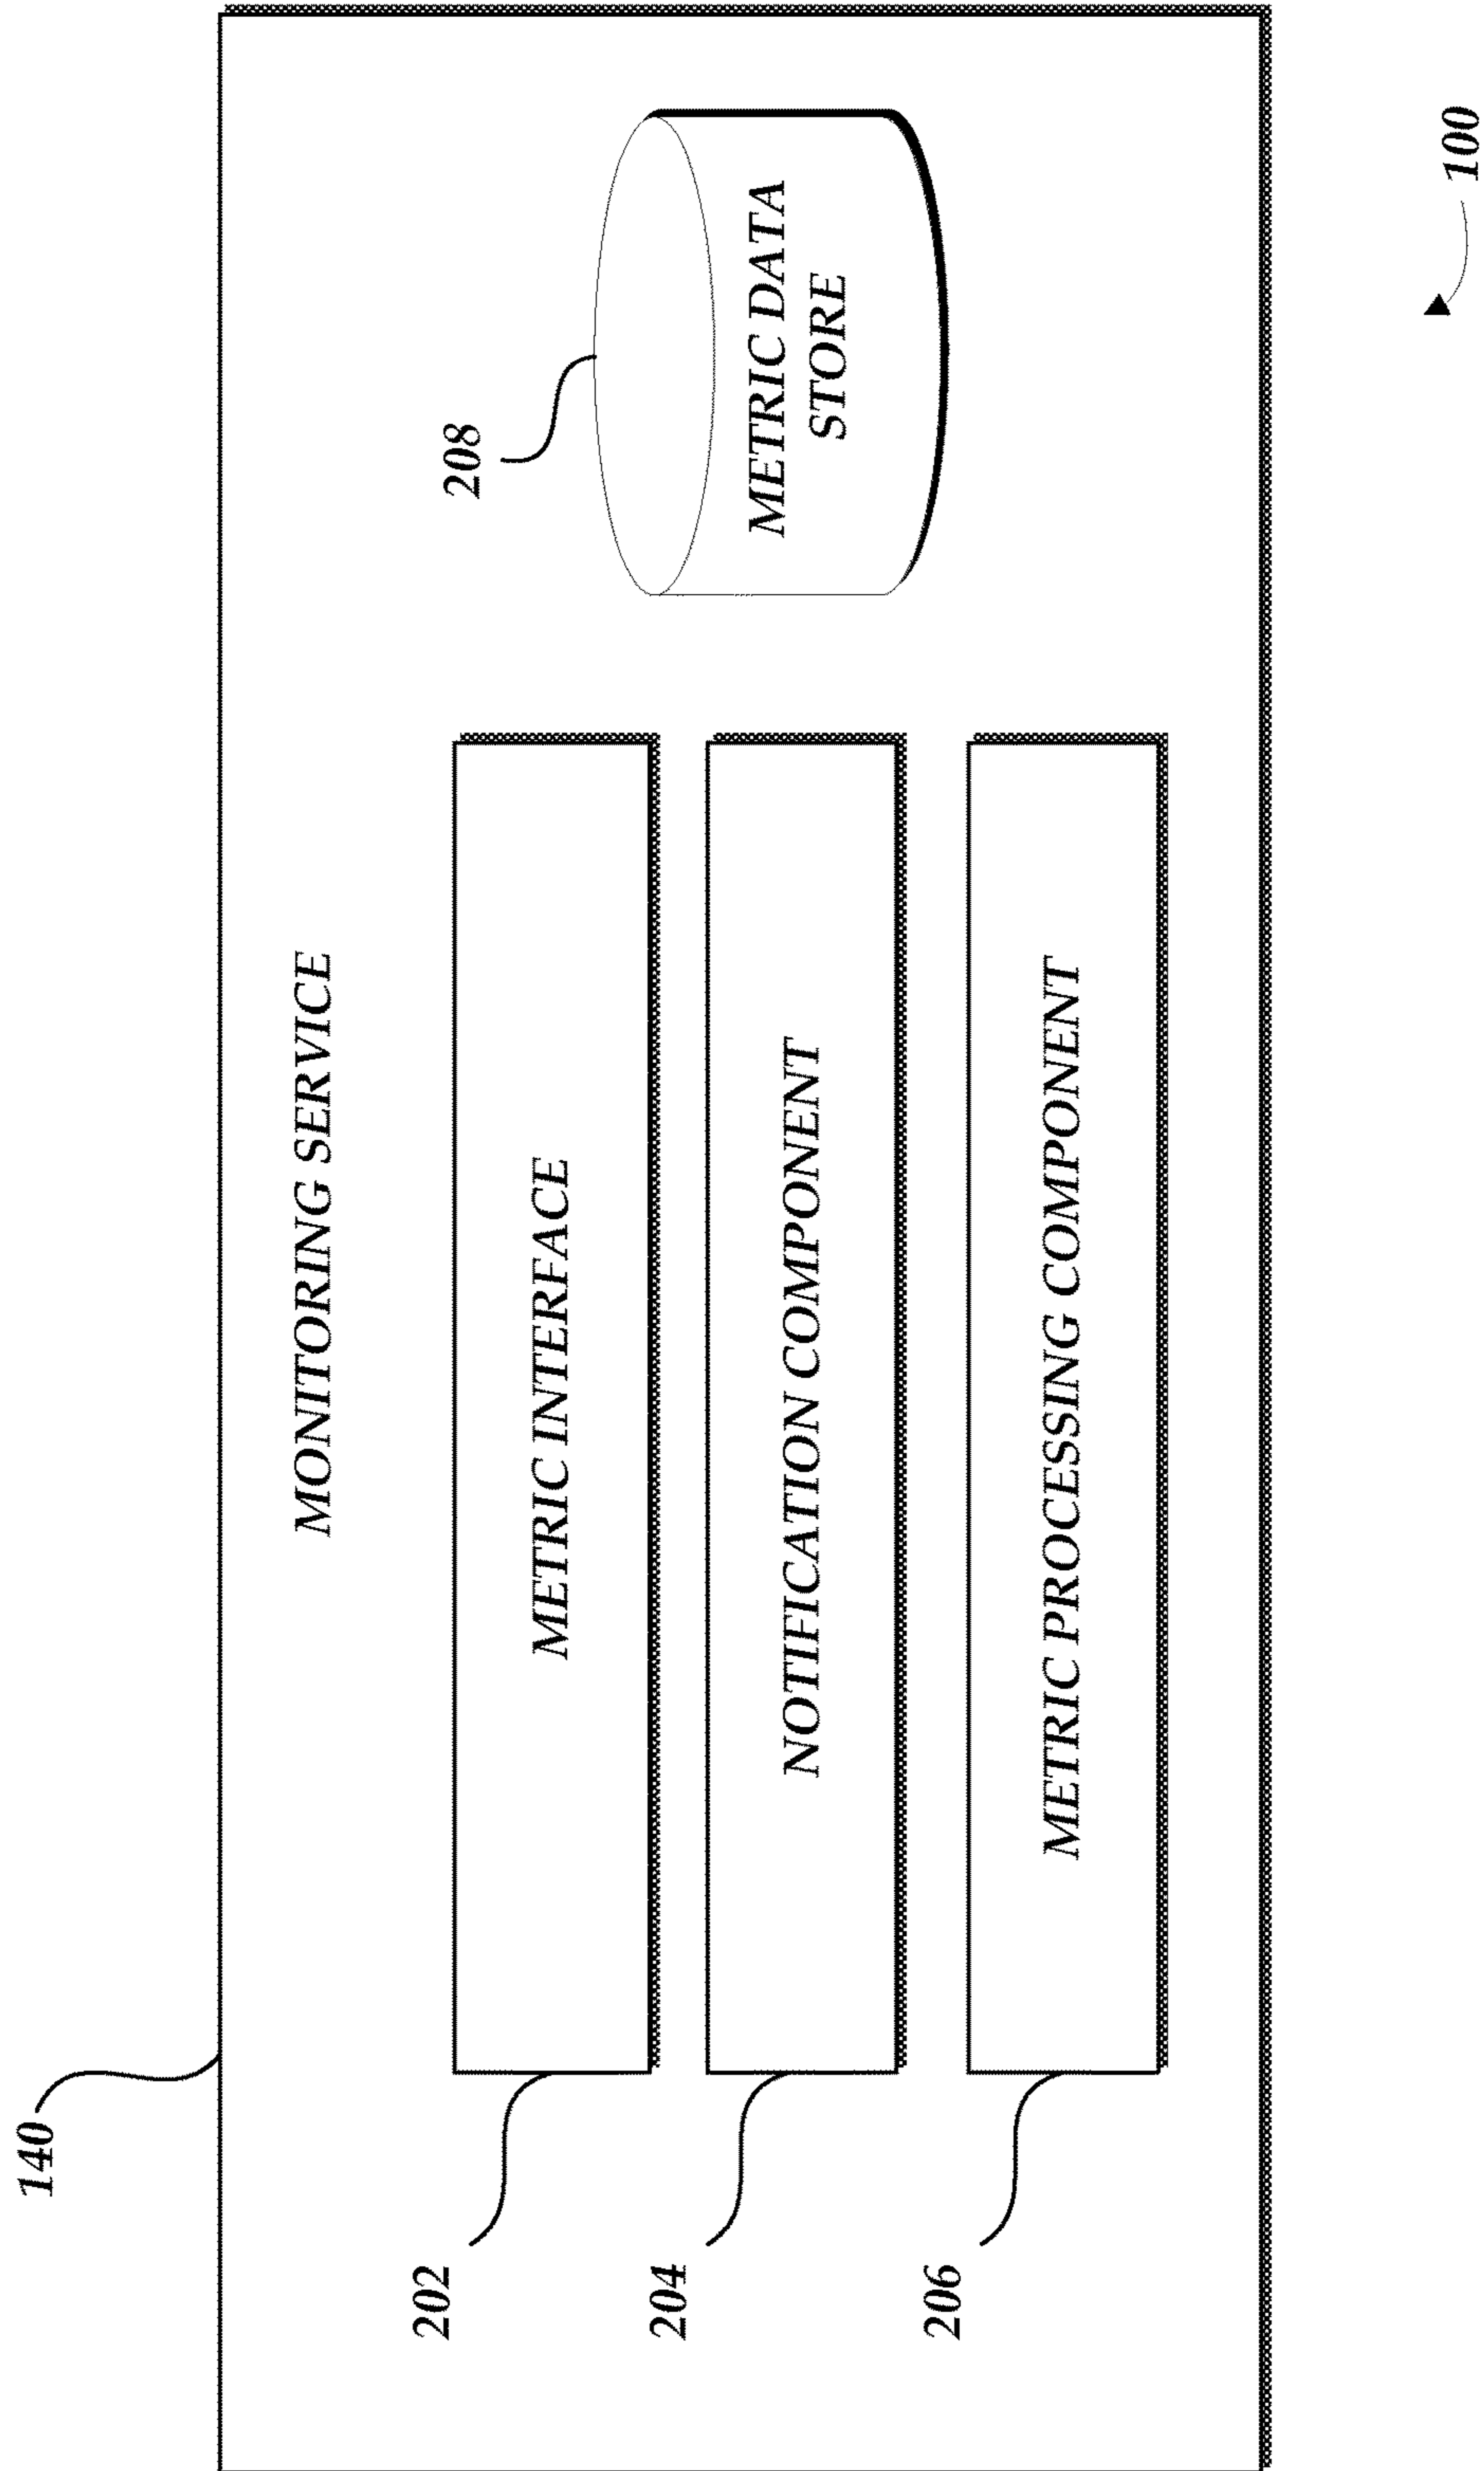 140
MONITORING SERVICE
202
METRIC INTERFACE
204
NOTIFICATION COMPONENT
206
METRIC PROCESSING COMPONENT
208
METRIC DATA
STORE
100